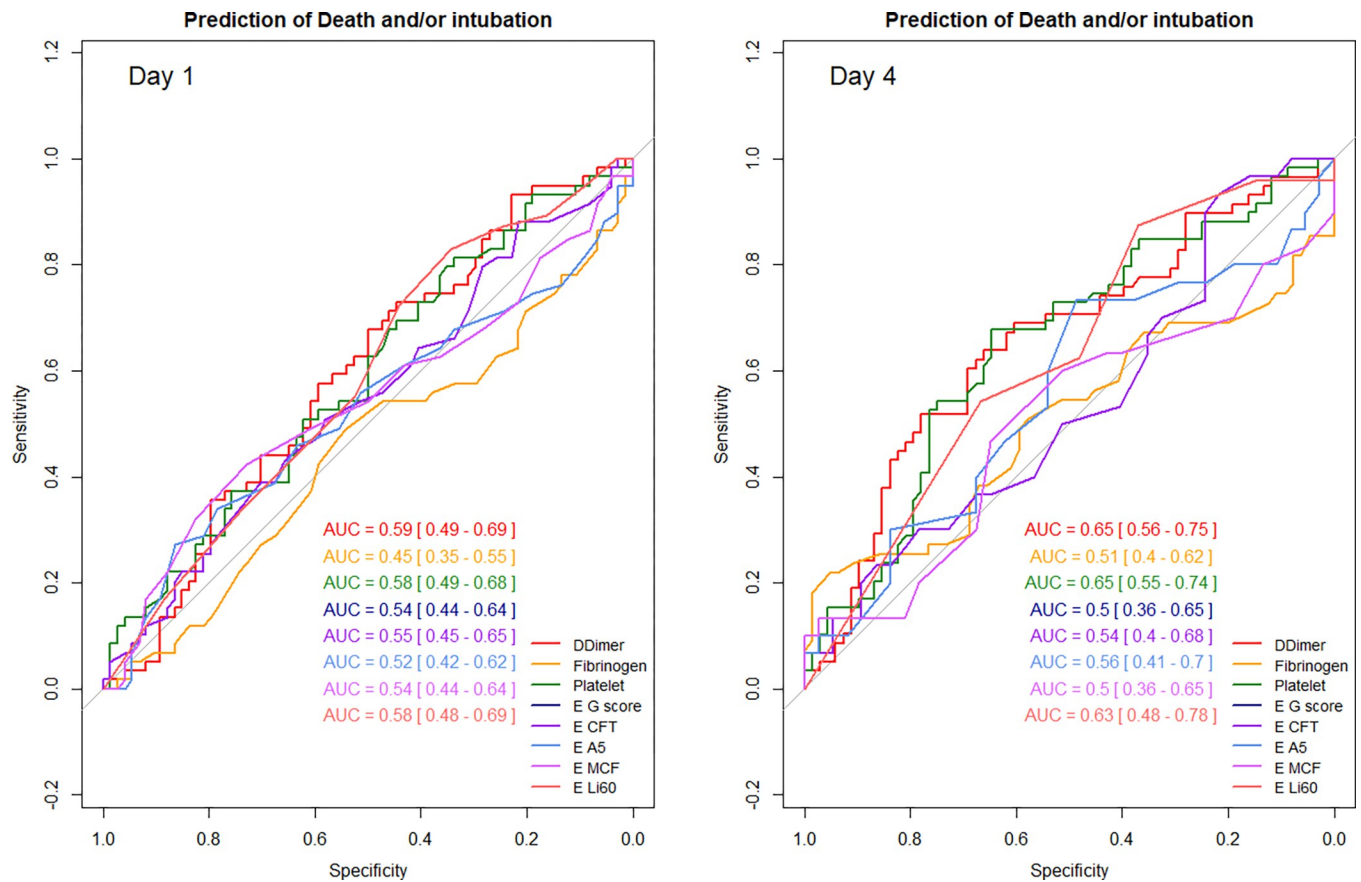 Prediction of Death and/or intubation
Day 1
1.2
1.0
0.8
0.6
0.4
0.2
0.0
-0.2
Sensitivity
AUC = 0.59 [ 0.49 - 0.69 ]
AUC = 0.45 [ 0.35 - 0.55 ]
AUC = 0.58 [ 0.49 - 0.68 ]
AUC = 0.54 [ 0.44 - 0.64 ]
AUC = 0.55 [ 0.45 - 0.65 ]
AUC = 0.52 [ 0.42 - 0.62 ]
AUC = 0.54 [ 0.44 - 0.64 ]
AUC = 0.58 [ 0.48 - 0.69 ]
DDimer
Fibrinogen
Platelet
E G score
E CFT
E A5
E MCF
E Li60
1.0 0.8 0.6 0.4 0.2 0.0
Specificity
Prediction of Death and/or intubation
Day 4
1.2
1.0
0.8
0.6
0.4
0.2
0.0
-0.2
Sensitivity
AUC = 0.65 [ 0.56 - 0.75 ]
AUC = 0.51 [ 0.4 - 0.62 ]
AUC = 0.65 [ 0.55 - 0.74 ]
AUC = 0.5 [ 0.36 - 0.65 ]
AUC = 0.54 [ 0.4 - 0.68 ]
AUC = 0.56 [ 0.41 - 0.7 ]
AUC = 0.5 [ 0.36 - 0.65 ]
AUC = 0.63 [ 0.48 - 0.78 ]
DDimer
Fibrinogen
Platelet
E G score
E CFT
E A5
E MCF
E Li60
1.0 0.8 0.6 0.4 0.2 0.0
Specificity